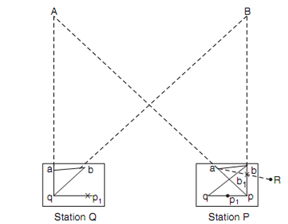 A B
a b a b
b1 R
q p1 q p1 p
Station Q Station P